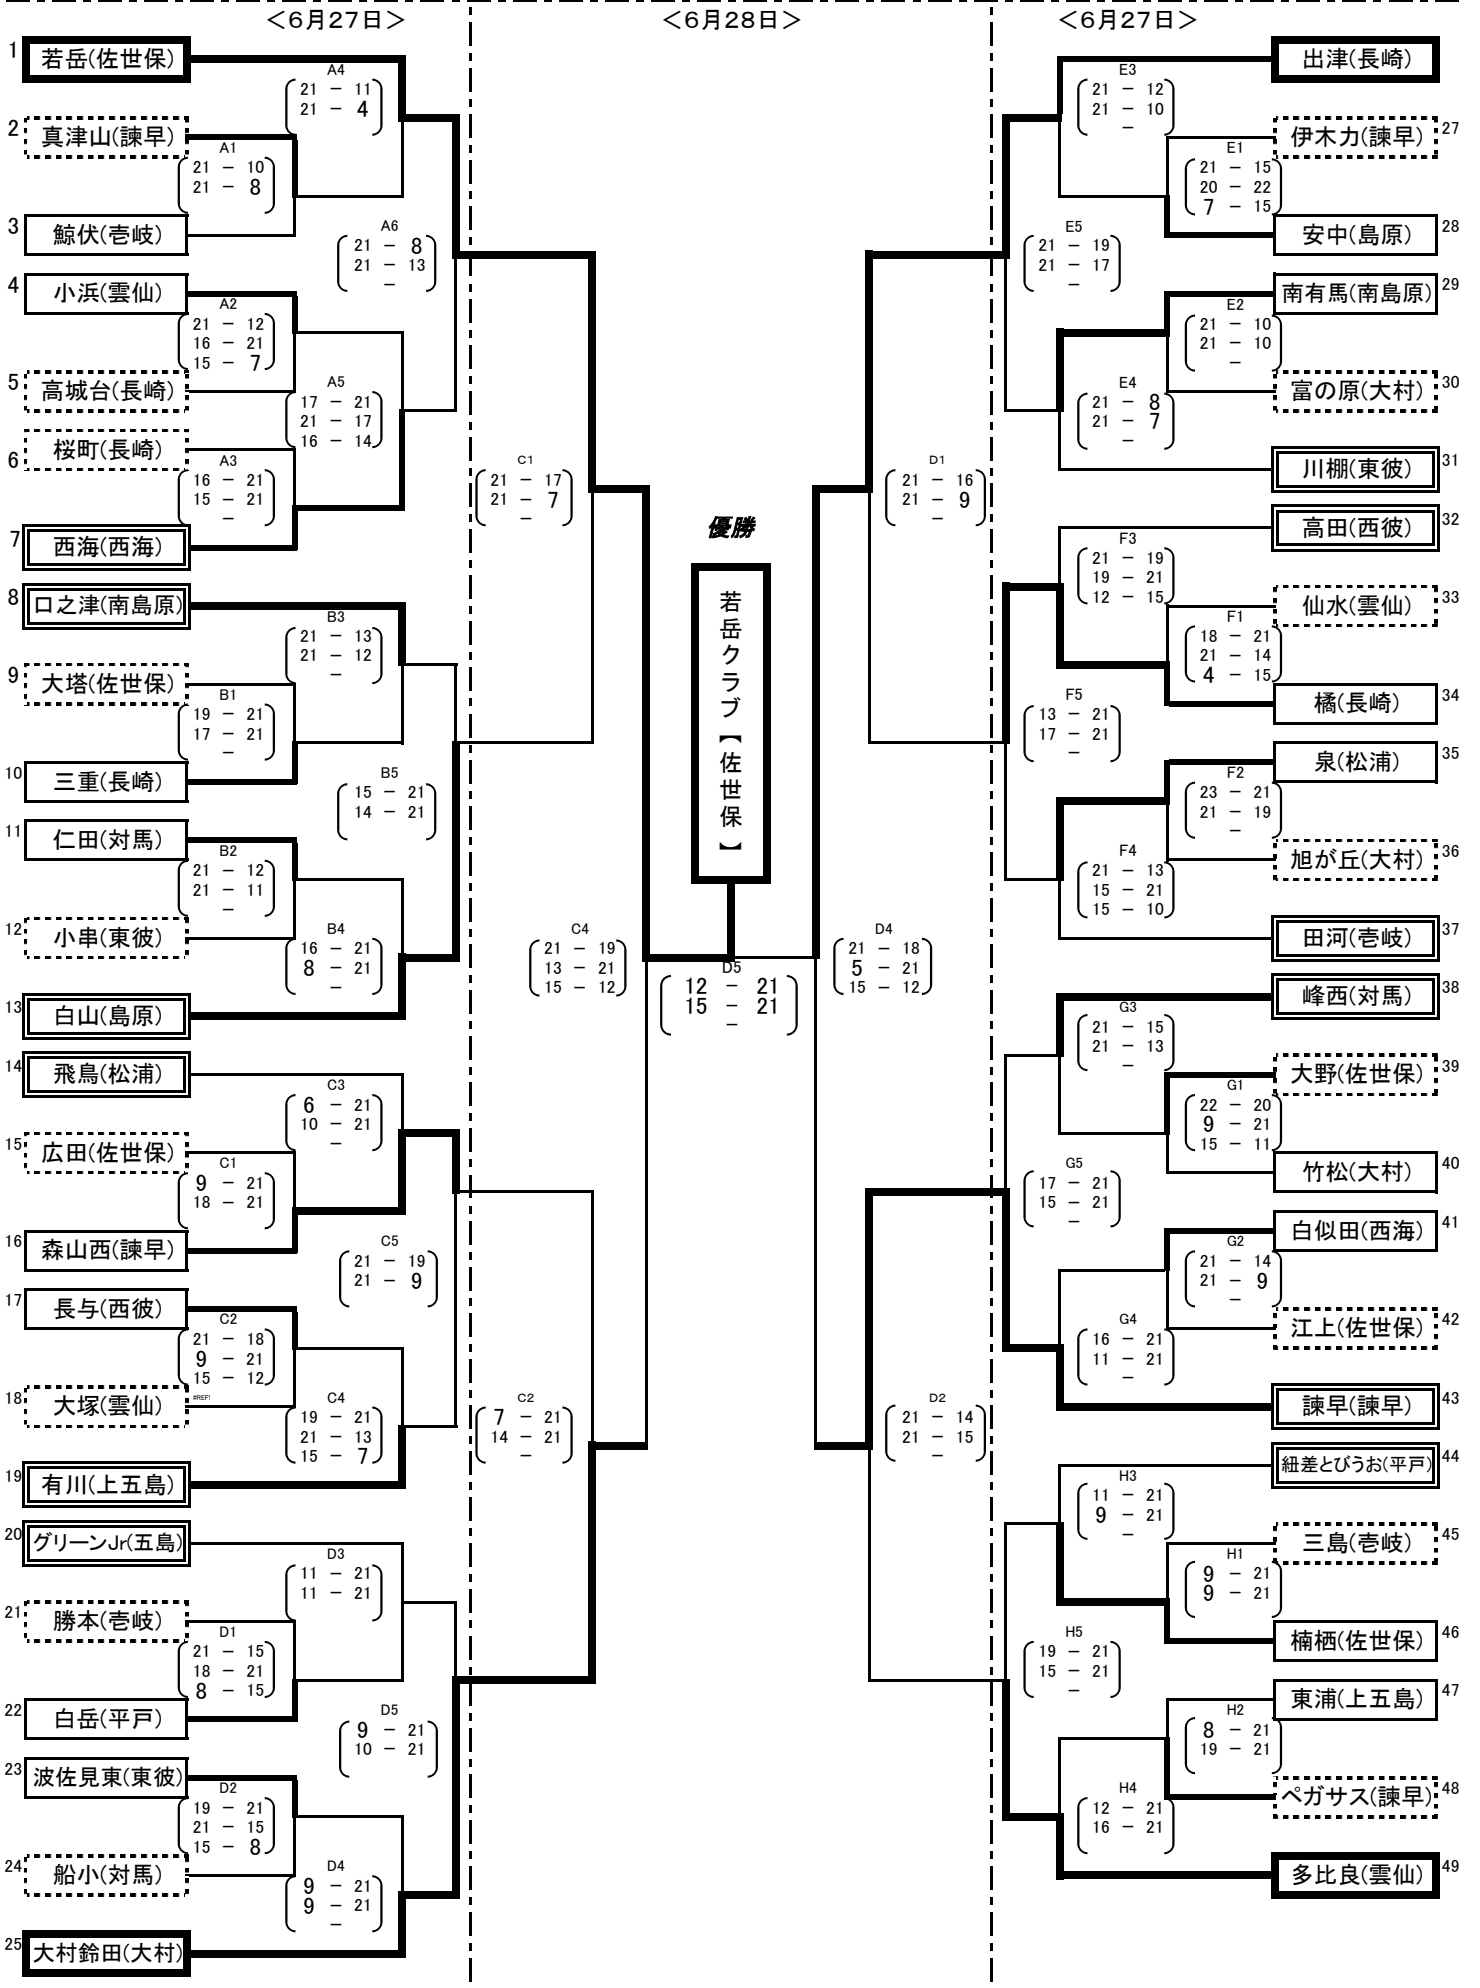 ＜6月27日＞
＜6月28日＞
＜6月27日＞
1 若岳(佐世保)
A4
21 － 11
21 － 4
2 真津山(諫早)
A1
21 － 10
21 － 8
3 鯨伏(壱岐)
A6
21 － 8
21 － 13
－
4 小浜(雲仙)
A2
21 － 12
16 － 21
15 － 7
5 高城台(長崎)
A5
17 － 21
21 － 17
16 － 14
6 桜町(長崎)
A3
16 － 21
15 － 21
－
7 西海(西海)
C1
21 － 17
21 － 7
－
8 口之津(南島原)
B3
21 － 13
21 － 12
－
9 大塔(佐世保)
B1
19 － 21
17 － 21
－
10 三重(長崎)
B5
15 － 21
14 － 21
11 仁田(対馬)
B2
21 － 12
21 － 11
－
12 小串(東彼)
B4
16 － 21
8 － 21
－
13 白山(島原)
C4
21 － 19
13 － 21
15 － 12
14 飛鳥(松浦)
C3
6 － 21
10 － 21
－
15 広田(佐世保)
C1
9 － 21
18 － 21
16 森山西(諫早)
C5
21 － 19
21 － 9
17 長与(西彼)
C2
21 － 18
9 － 21
15 － 12
#REF!
18 大塚(雲仙)
C4
19 － 21
21 － 13
15 － 7
19 有川(上五島)
C2
7 － 21
14 － 21
－
20 グリーンJr(五島)
D3
11 － 21
11 － 21
21 勝本(壱岐)
D1
21 － 15
18 － 21
8 － 15
22 白岳(平戸)
D5
9 － 21
10 － 21
23 波佐見東(東彼)
D2
19 － 21
21 － 15
15 － 8
24 船小(対馬)
D4
9 － 21
9 － 21
－
25 大村鈴田(大村)
優勝
若岳クラブ【佐世保】
D5
12 － 21
15 － 21
－
出津(長崎)
E3
21 － 12
21 － 10
－
伊木力(諫早) 27
E1
21 － 15
20 － 22
7 － 15
安中(島原) 28
E5
21 － 19
21 － 17
－
南有馬(南島原) 29
E2
21 － 10
21 － 10
－
富の原(大村) 30
E4
21 － 8
21 － 7
－
川棚(東彼) 31
D1
21 － 16
21 － 9
－
高田(西彼) 32
F3
21 － 19
19 － 21
12 － 15
仙水(雲仙) 33
F1
18 － 21
21 － 14
4 － 15
橘(長崎) 34
F5
13 － 21
17 － 21
－
泉(松浦) 35
F2
23 － 21
21 － 19
－
旭が丘(大村) 36
F4
21 － 13
15 － 21
15 － 10
田河(壱岐) 37
D4
21 － 18
5 － 21
15 － 12
峰西(対馬) 38
G3
21 － 15
21 － 13
－
大野(佐世保) 39
G1
22 － 20
9 － 21
15 － 11
竹松(大村) 40
G5
17 － 21
15 － 21
－
白似田(西海) 41
G2
21 － 14
21 － 9
－
江上(佐世保) 42
G4
16 － 21
11 － 21
－
諫早(諫早) 43
D2
21 － 14
21 － 15
－
紐差とびうお(平戸) 44
H3
11 － 21
9 － 21
－
三島(壱岐) 45
H1
9 － 21
9 － 21
楠栖(佐世保) 46
H5
19 － 21
15 － 21
－
東浦(上五島) 47
H2
8 － 21
19 － 21
ペガサス(諫早) 48
H4
12 － 21
16 － 21
多比良(雲仙) 49